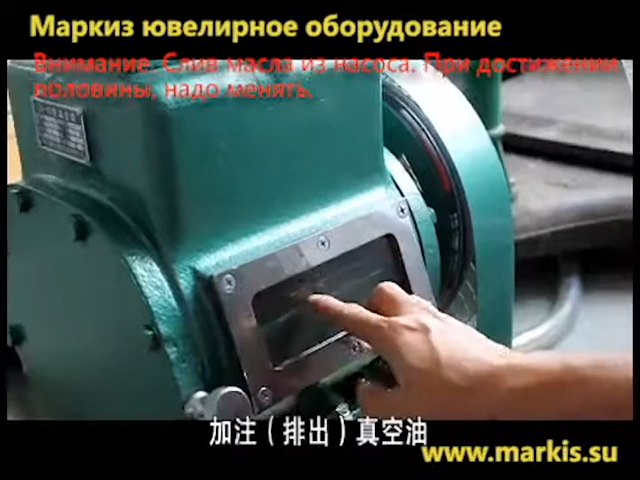 Маркиз ювелирное оборудование
Внимание. Слив масла из насоса. При достижении
половины, надо менять.
加注（排出）真空油
www.markis.su